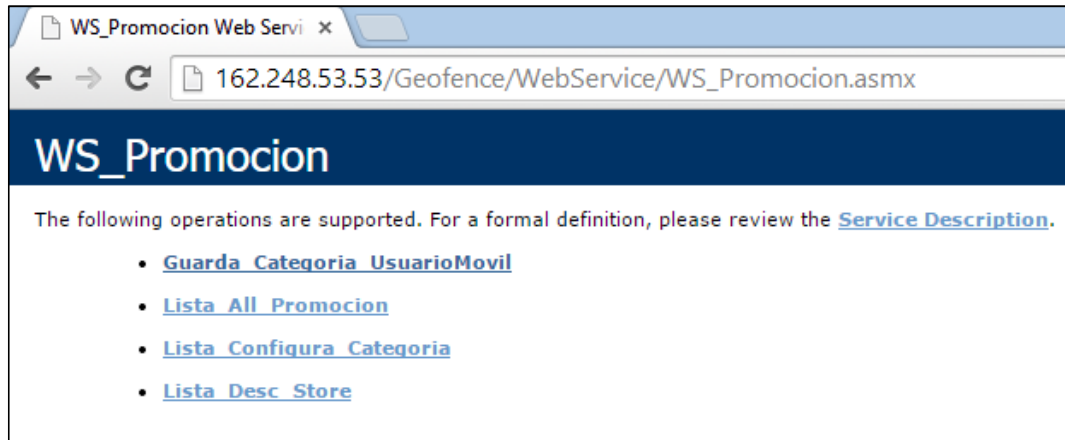 WS_Promocion Web Servi
162.248.53.53/Geofence/WebService/WS_Promocion.asmx
WS_Promocion
The following operations are supported. For a formal definition, please review the Service Description.
Guarda_Categoria_UsuarioMovil
Lista_All_Promocion
Lista_Configura_Categoria
Lista_Desc_Store